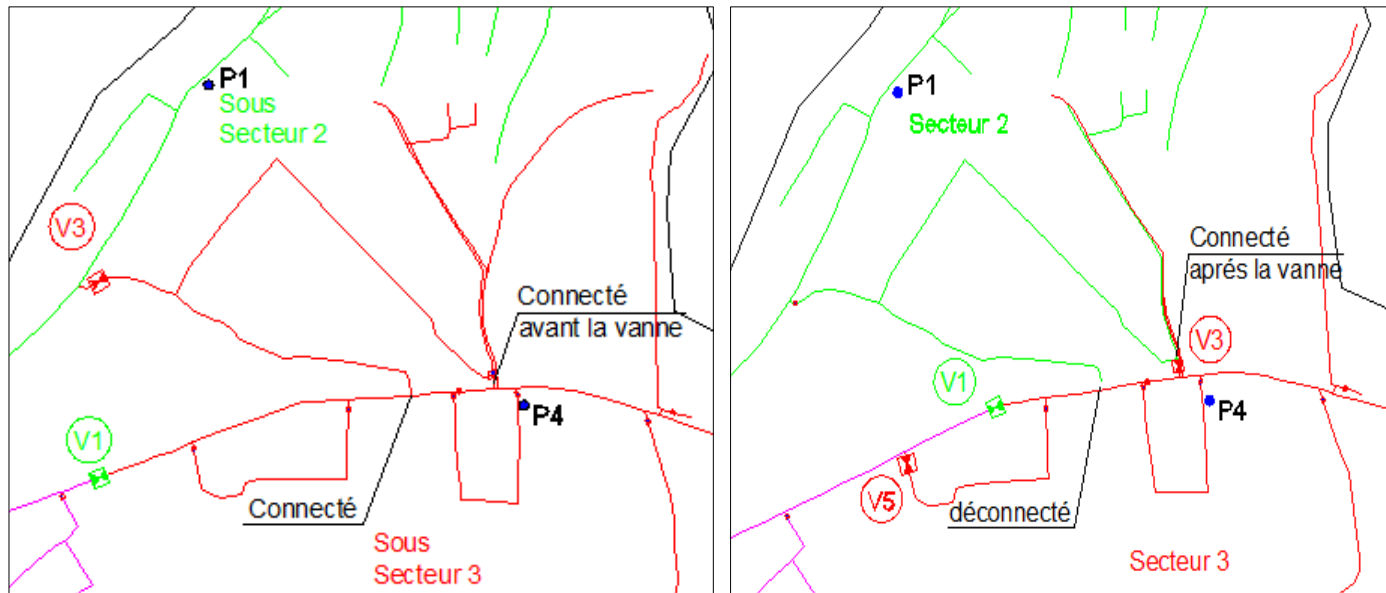 P1
Sous
Secteur 2
V3
Connecté
avant la vanne
P4
V1
Connecté
Sous
Secteur 3
P1
Secteur 2
Connecté
aprés la vanne
V3
V1
P4
V5
déconnecté
Secteur 3